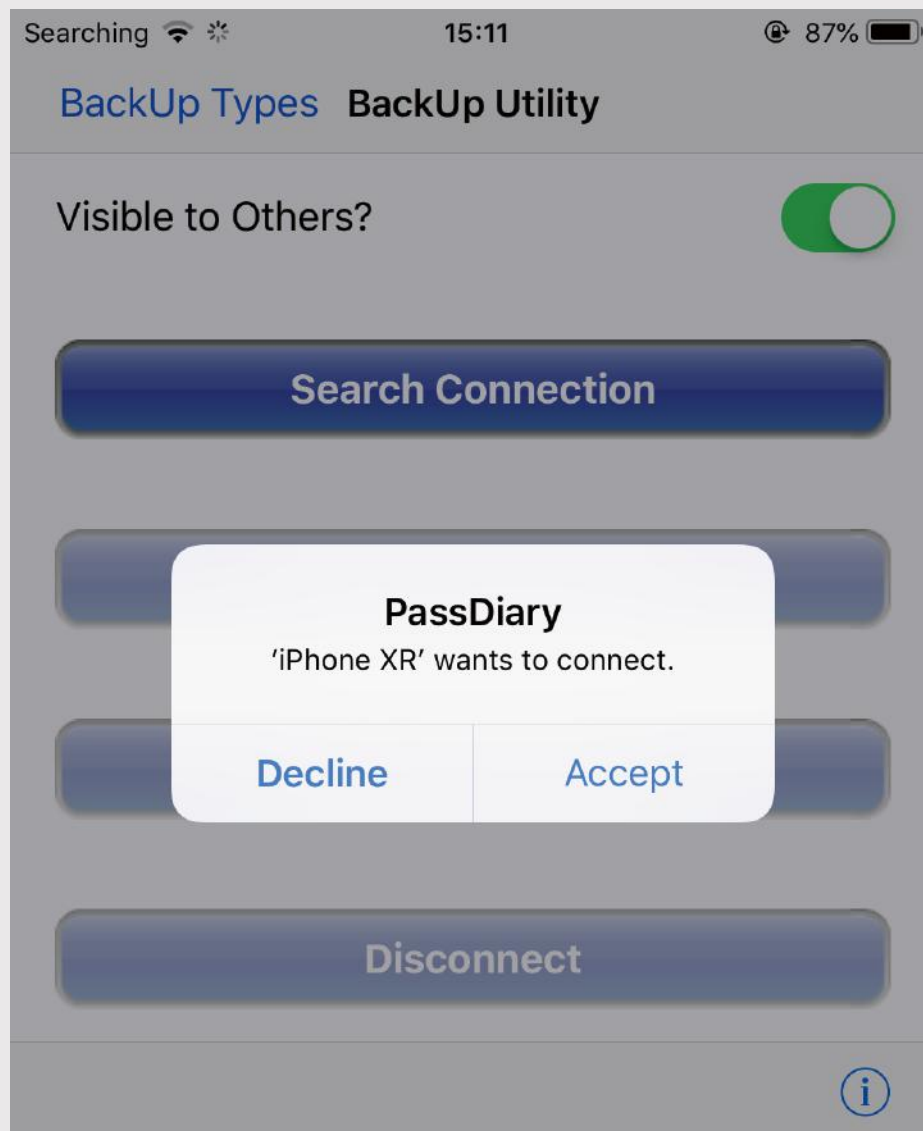 Searching 15:11 87%
BackUp Types BackUp Utility
Visible to Others?
Search Connection
PassDiary
'iPhone XR' wants to connect.
Decline Accept
Disconnect
i